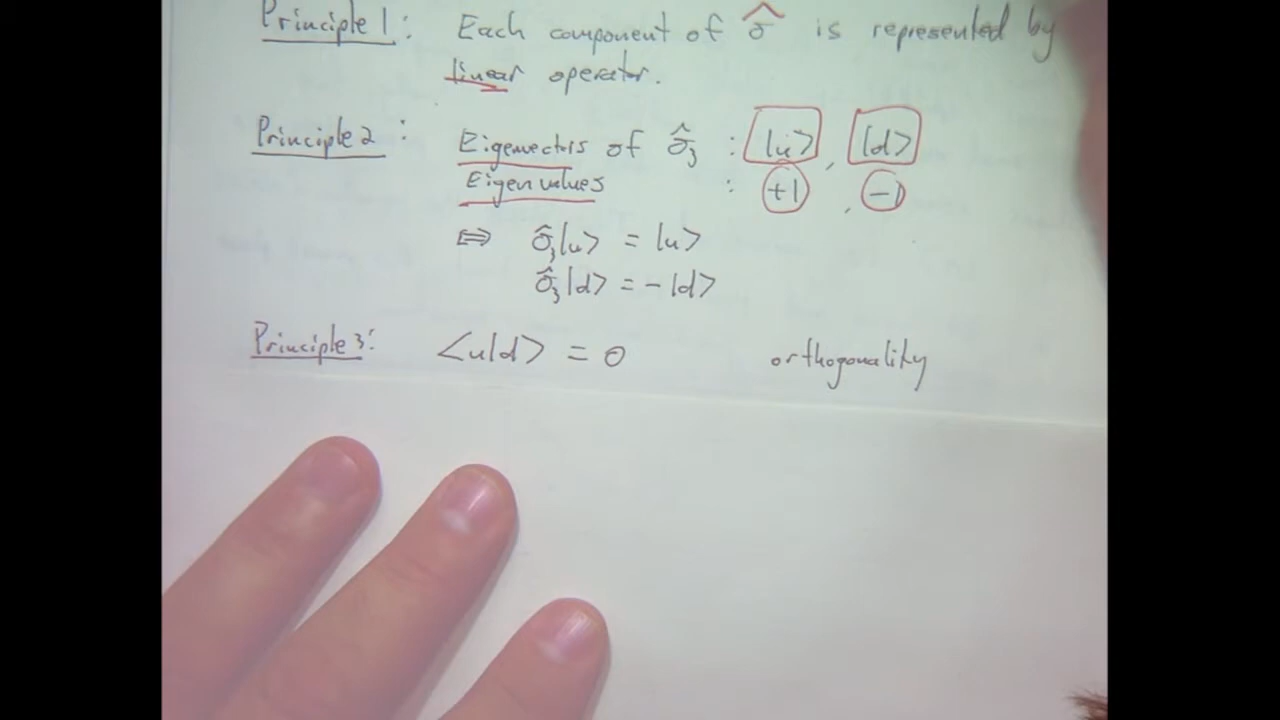 Principle 1: Each component of σ̂ is represented by
linear operator.
Principle 2: Eigenvectors of σ̂₃ : |u>, |d>
Eigenvalues : +1, -1
⇔ σ̂₃|u> = |u>
σ̂₃|d> = -|d>
Principle 3: <u|d> = 0 orthogonality